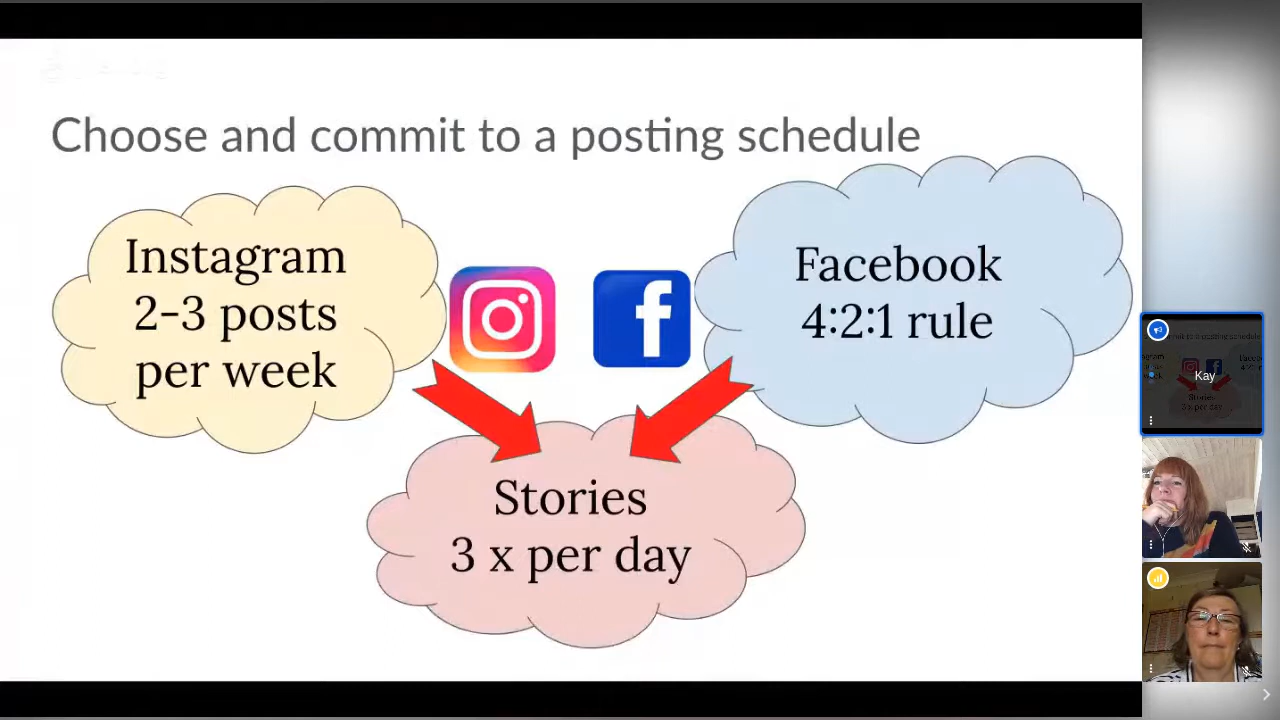 Choose and commit to a posting schedule
Instagram
2-3 posts
per week
Facebook
4:2:1 rule
Stories
3 x per day
Kay